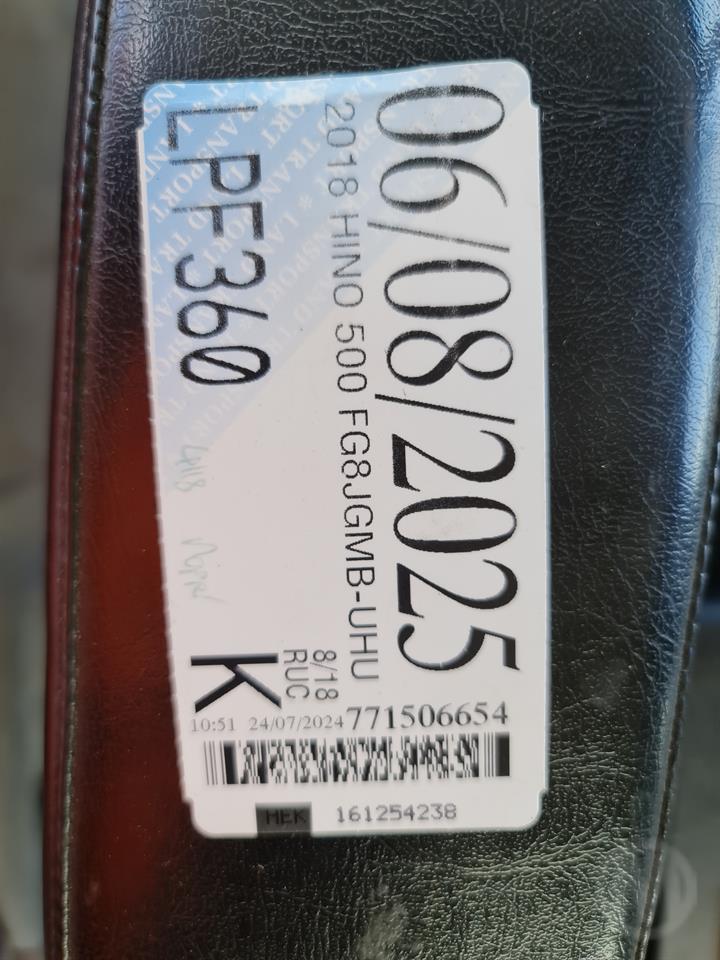 06/08/2025
2018 HINO 500 FG8JGMB-UHU
LPF360
8/18
RUC
K
10:51 24/07/2024 771506654
HEK 161254238